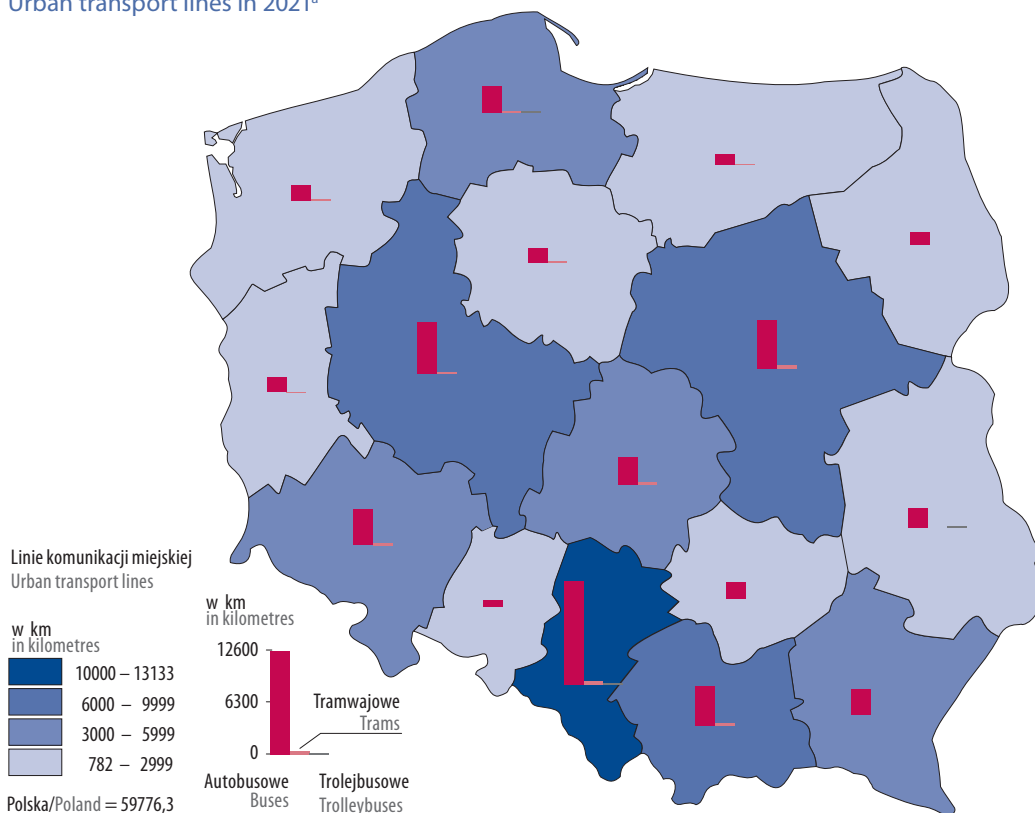 Urban transport lines in 2021ª
Linie komunikacji miejskiej
Urban transport lines
w km
in kilometres
10000 – 13133
6000 – 9999
3000 – 5999
782 – 2999
Polska/Poland = 59776,3
w km
in kilometres
12600
6300
0
Tramwajowe
Trams
Autobusowe
Buses
Trolejbusowe
Trolleybuses